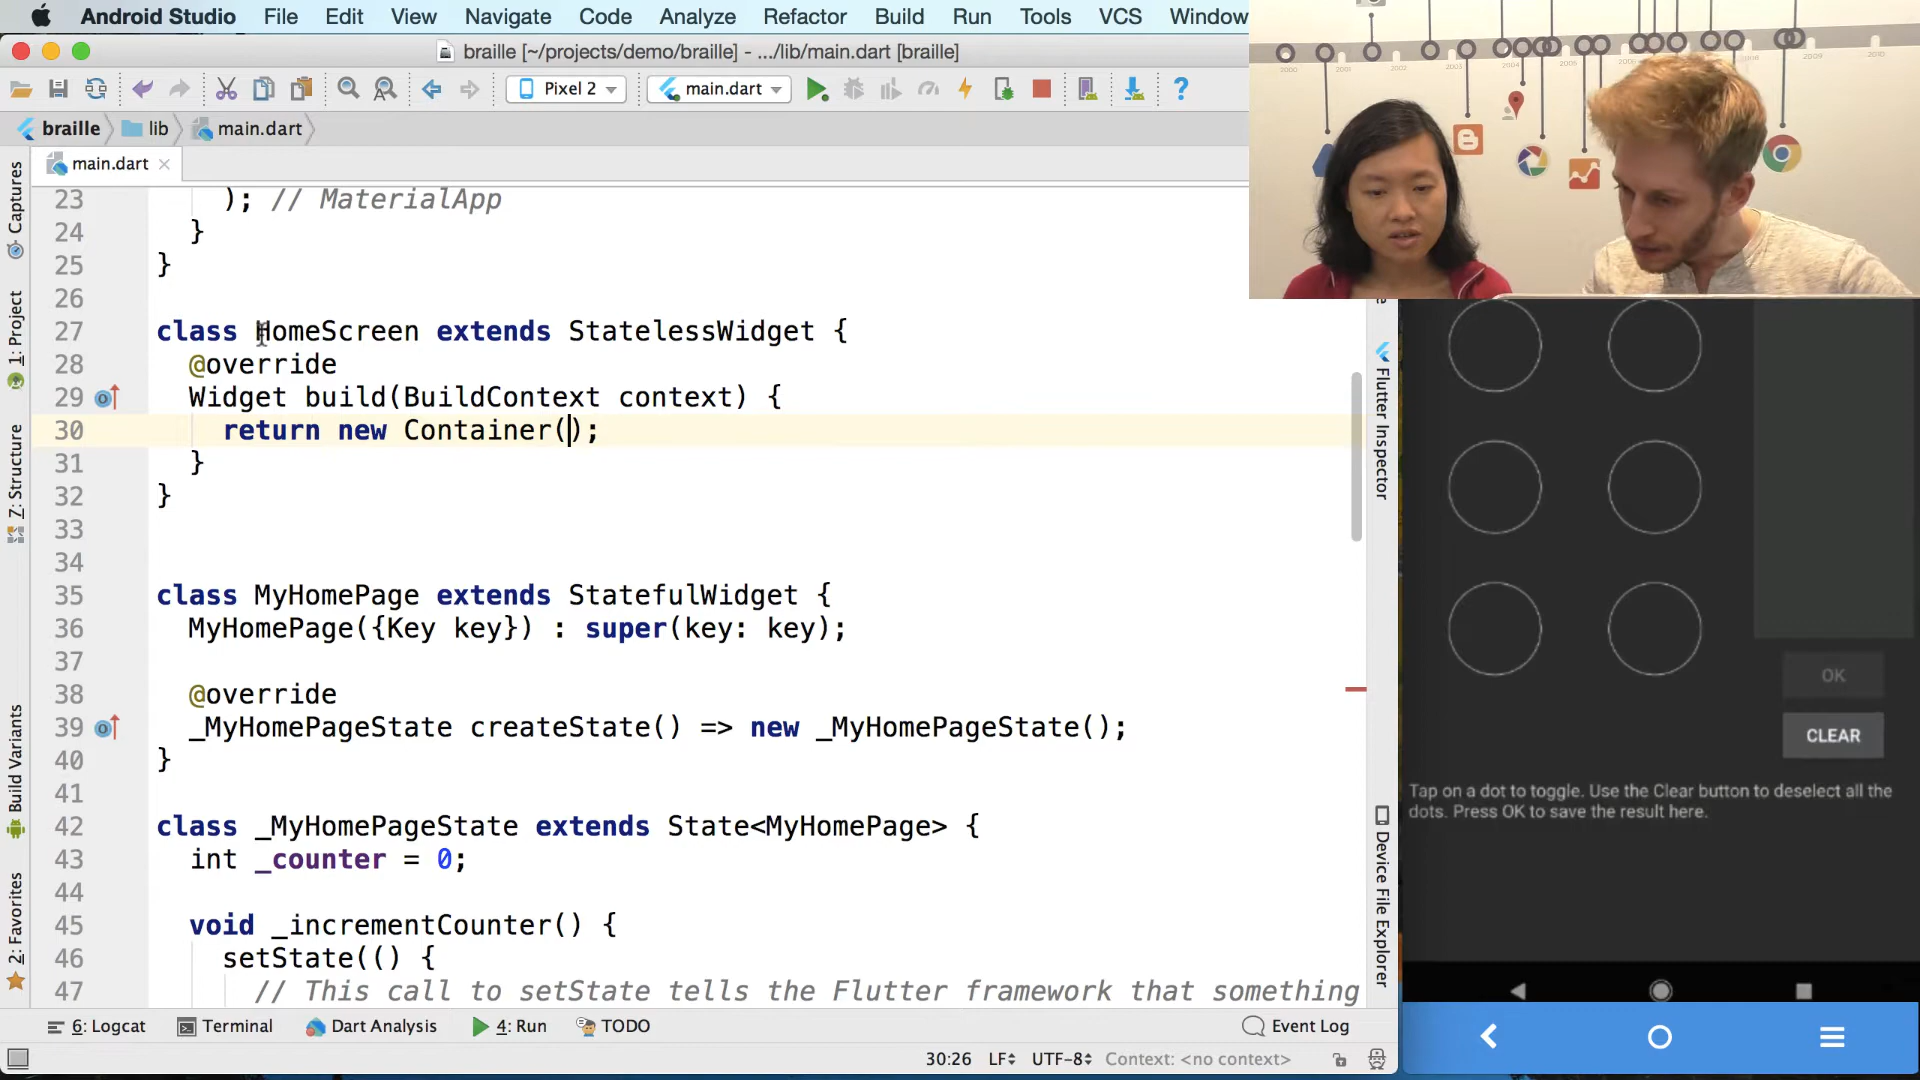 Android Studio File Edit View Navigate Code Analyze Refactor Build Run Tools VCS Window
braille [~/projects/demo/braille] - .../lib/main.dart [braille]
Pixel 2 main.dart
braille lib main.dart
main.dart
Captures
1: Project
Z: Structure
Build Variants
2: Favorites
23 ); // MaterialApp
24 }
25 }
26
27 class HomeScreen extends StatelessWidget {
28 @override
29 Widget build(BuildContext context) {
30 return new Container();
31 }
32 }
33
34
35 class MyHomePage extends StatefulWidget {
36 MyHomePage({Key key}) : super(key: key);
37
38 @override
39 _MyHomePageState createState() => new _MyHomePageState();
40 }
41
42 class _MyHomePageState extends State<MyHomePage> {
43 int _counter = 0;
44
45 void _incrementCounter() {
46 setState(() {
47 // This call to setState tells the Flutter framework that something
Flutter Inspector
Device File Explorer
6: Logcat Terminal Dart Analysis 4: Run TODO Event Log
30:26 LF UTF-8 Context: <no context>
OK
CLEAR
Tap on a dot to toggle. Use the Clear button to deselect all the
dots. Press OK to save the result here.